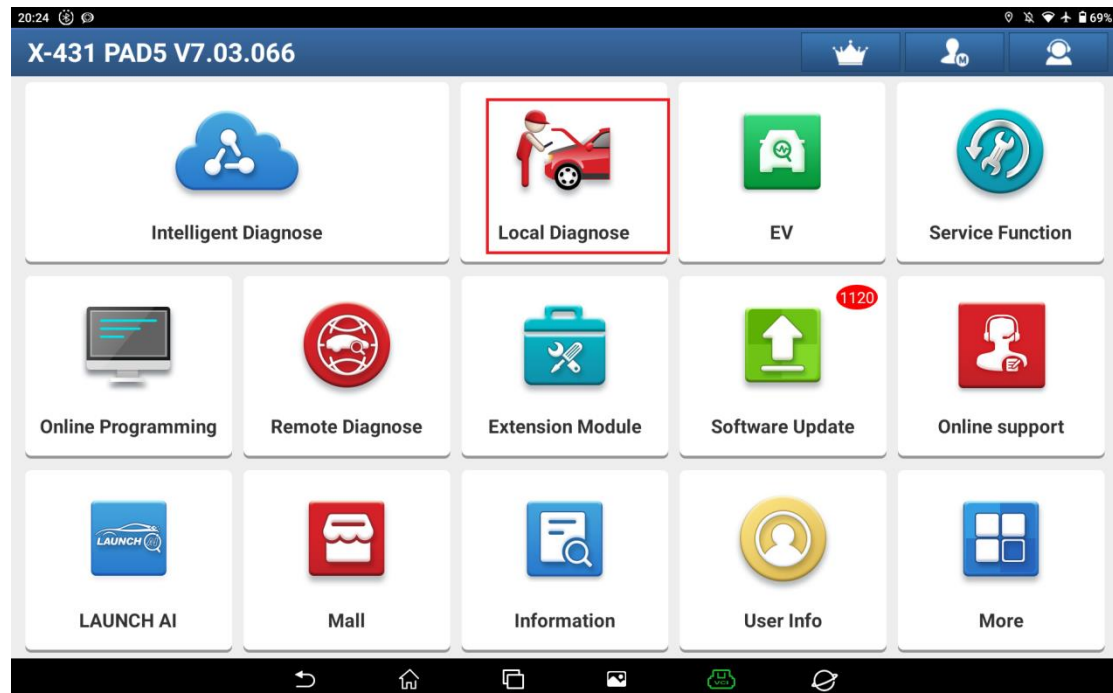 20:24
69%
X-431 PAD5 V7.03.066
M
Intelligent Diagnose
Local Diagnose
EV
Service Function
1120
Online Programming
Remote Diagnose
Extension Module
Software Update
Online support
LAUNCH
LAUNCH AI
Mall
Information
User Info
More
VCI